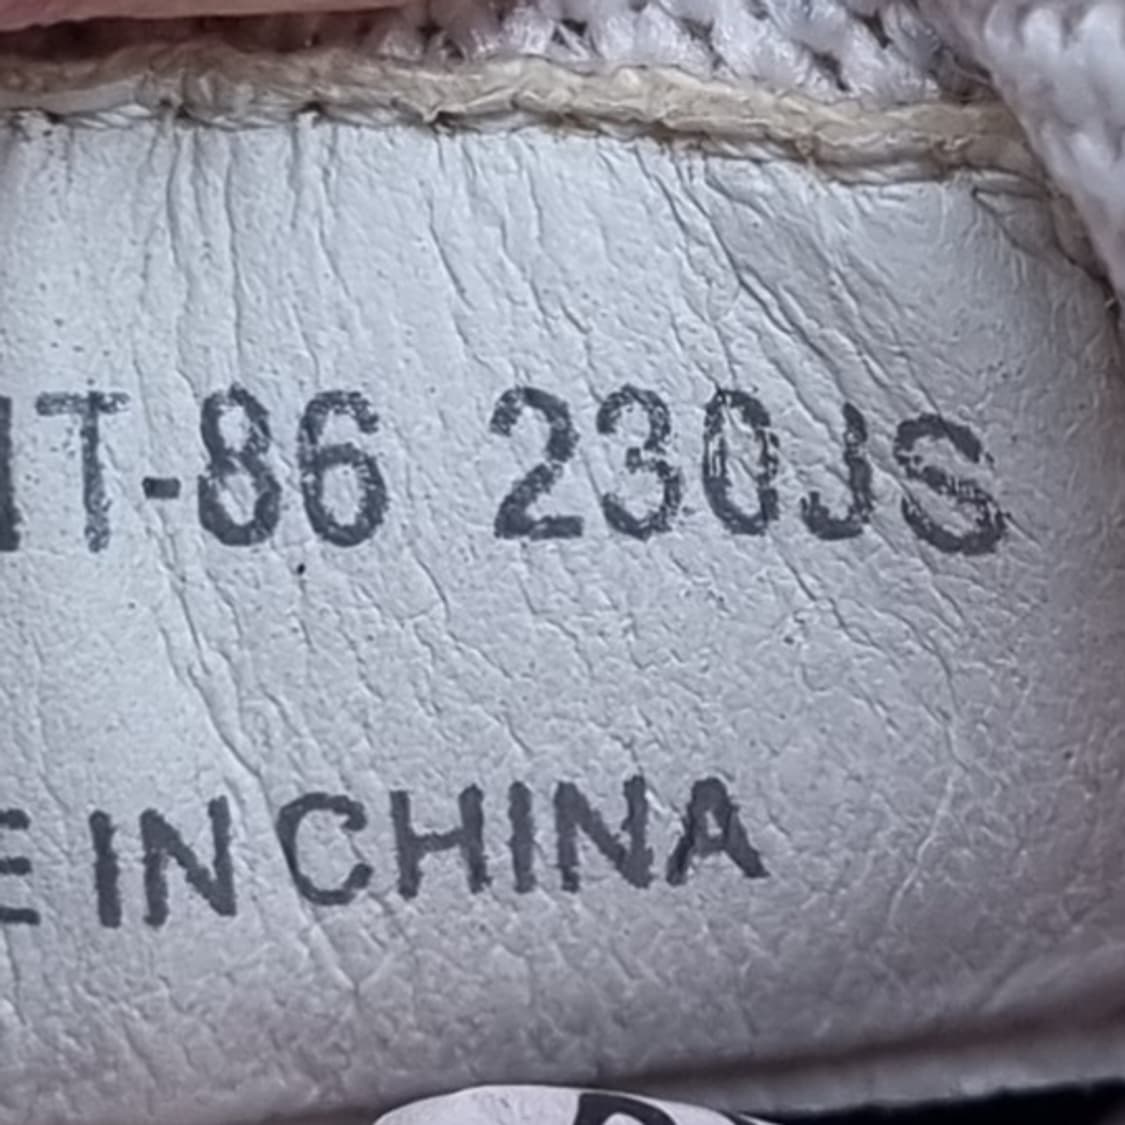 IT-86 230JS
E IN CHINA